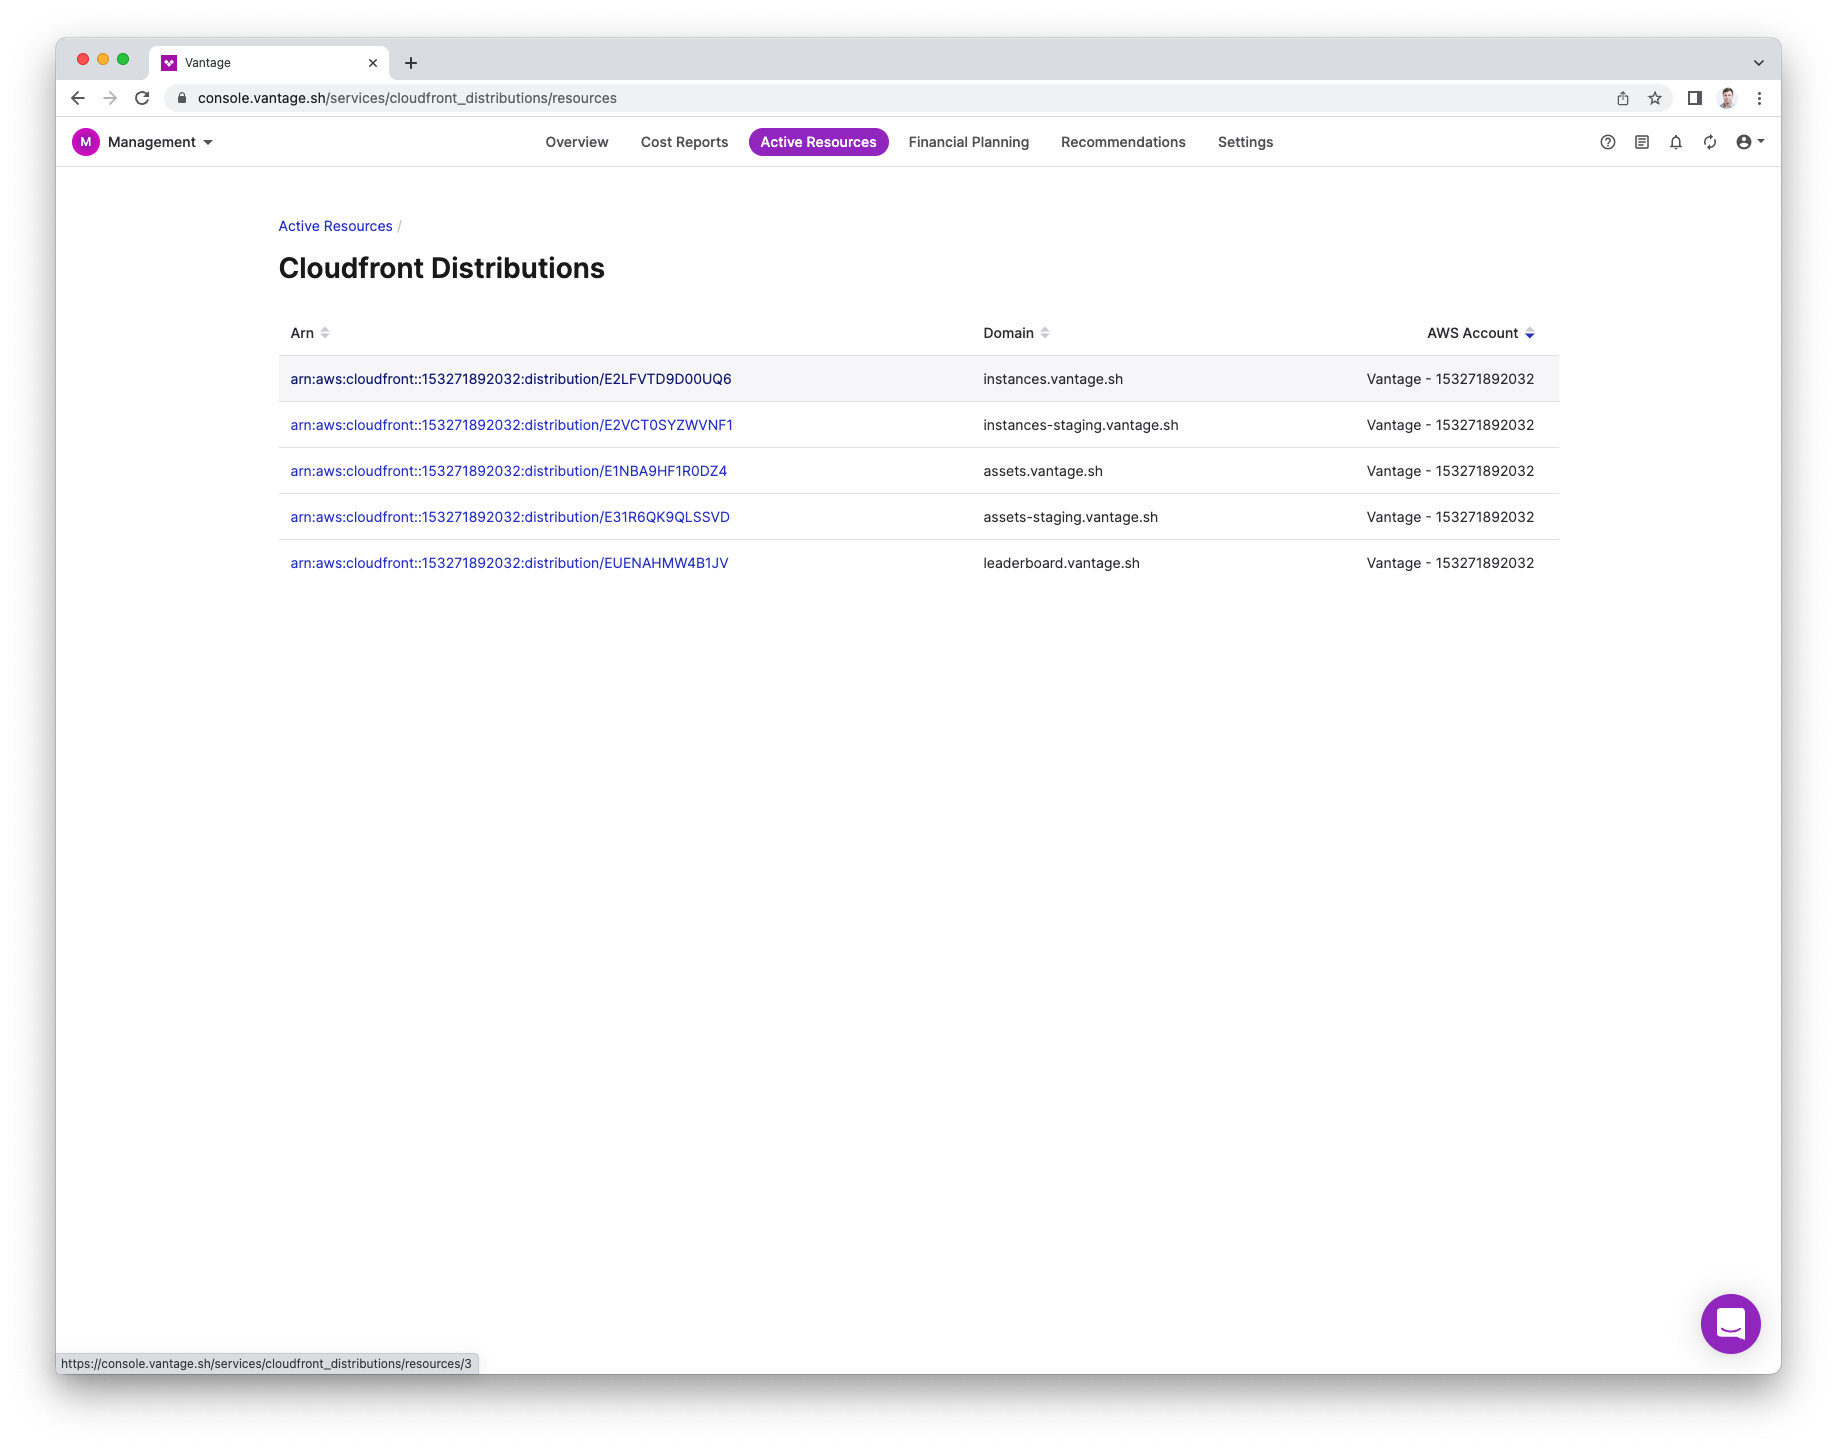 Vantage
console.vantage.sh/services/cloudfront_distributions/resources
M Management Overview Cost Reports Active Resources Financial Planning Recommendations Settings
Active Resources /
Cloudfront Distributions
Arn Domain AWS Account
arn:aws:cloudfront::153271892032:distribution/E2LFVTD9D00UQ6 instances.vantage.sh Vantage - 153271892032
arn:aws:cloudfront::153271892032:distribution/E2VCT0SYZWVNF1 instances-staging.vantage.sh Vantage - 153271892032
arn:aws:cloudfront::153271892032:distribution/E1NBA9HF1R0DZ4 assets.vantage.sh Vantage - 153271892032
arn:aws:cloudfront::153271892032:distribution/E31R6QK9QLSSVD assets-staging.vantage.sh Vantage - 153271892032
arn:aws:cloudfront::153271892032:distribution/EUENAHMW4B1JV leaderboard.vantage.sh Vantage - 153271892032
https://console.vantage.sh/services/cloudfront_distributions/resources/3